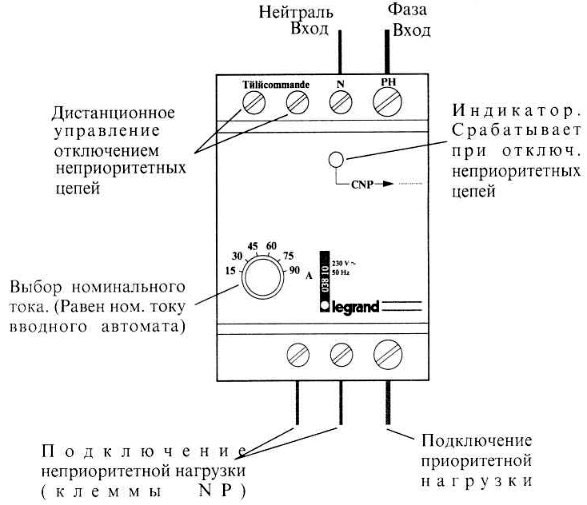 Нейтраль
Вход
Фаза
Вход
Télécommande
N
PH
Дистанционное
управление
отключением
неприоритетных
цепей
Индикатор.
Срабатывает
при отключ.
неприоритетных
цепей
CNP
15
30
45
60
75
90
A
Выбор номинального
тока. (Равен ном. току
вводного автомата)
038 10
230 V ~
50 Hz
legrand
Подключение
неприоритетной нагрузки
(клеммы NP)
Подключение
приоритетной
нагрузки